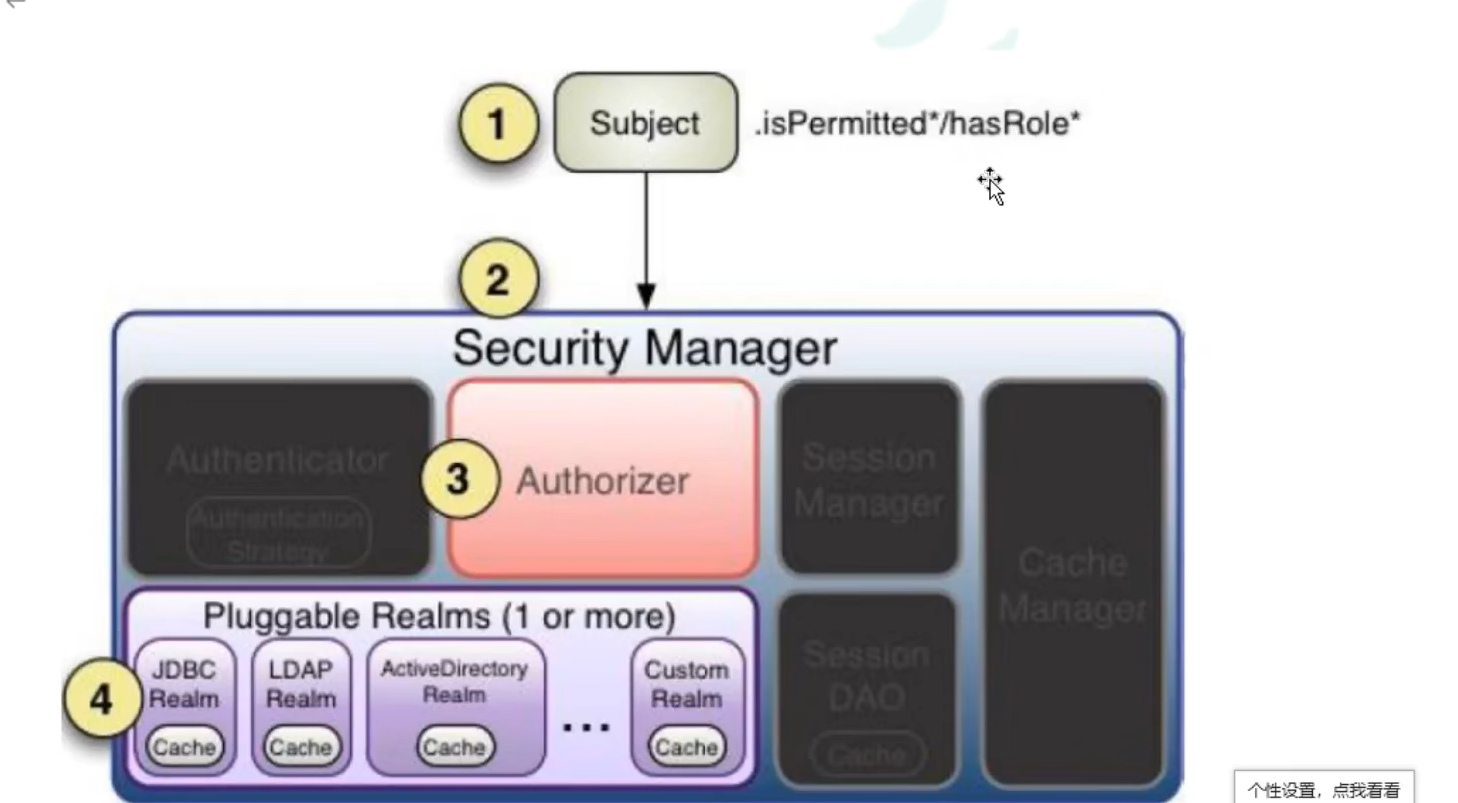 1
Subject
.isPermitted*/hasRole*
2
Security Manager
Authenticator
Authentication
Strategy
3
Authorizer
Session
Manager
Cache
Manager
Pluggable Realms (1 or more)
4
JDBC
Realm
Cache
LDAP
Realm
Cache
ActiveDirectory
Realm
Cache
...
Custom
Realm
Cache
Session
DAO
Cache
个性设置，点我看看